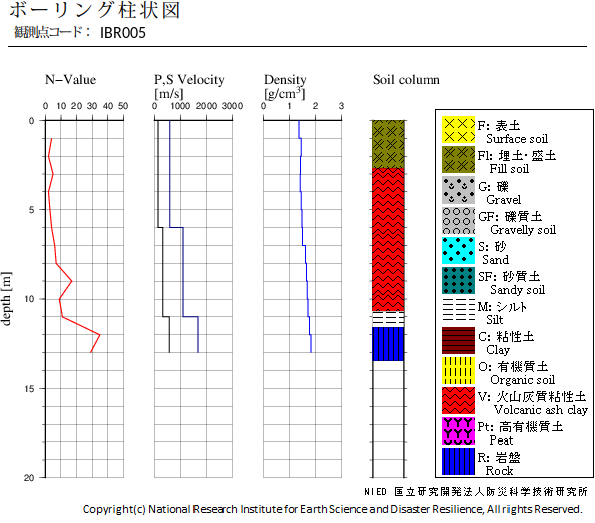 ボーリング柱状図
観測点コード： IBR005
N-Value
0 10 20 30 40 50
P,S Velocity
[m/s]
0 1000 2000 3000
Density
[g/cm³]
0 1 2 3
Soil column
depth [m]
0
5
10
15
20
F: 表土
Surface soil
Fl: 埋土・盛土
Fill soil
G: 礫
Gravel
GF: 礫質土
Gravelly soil
S: 砂
Sand
SF: 砂質土
Sandy soil
M: シルト
Silt
C: 粘性土
Clay
O: 有機質土
Organic soil
V: 火山灰質粘性土
Volcanic ash clay
Pt: 高有機質土
Peat
R: 岩盤
Rock
NIED 国立研究開発法人防災科学技術研究所
Copyright(c) National Research Institute for Earth Science and Disaster Resilience, All rights Reserved.